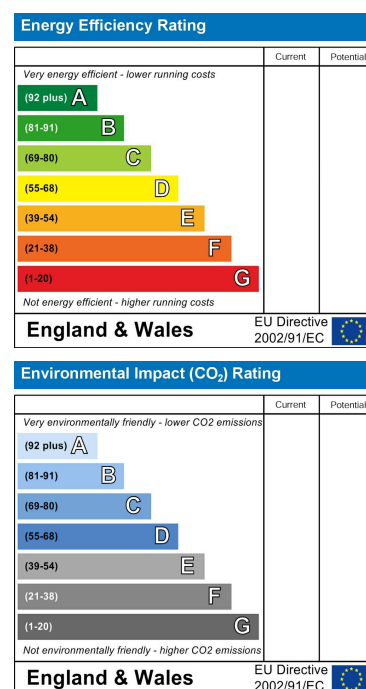 Energy Efficiency Rating
Current Potential
Very energy efficient - lower running costs
(92 plus) A
(81-91) B
(69-80) C
(55-68) D
(39-54) E
(21-38) F
(1-20) G
Not energy efficient - higher running costs
England & Wales
EU Directive
2002/91/EC
Environmental Impact (CO₂) Rating
Current Potential
Very environmentally friendly - lower CO2 emissions
(92 plus) A
(81-91) B
(69-80) C
(55-68) D
(39-54) E
(21-38) F
(1-20) G
Not environmentally friendly - higher CO2 emissions
England & Wales
EU Directive
2002/91/EC